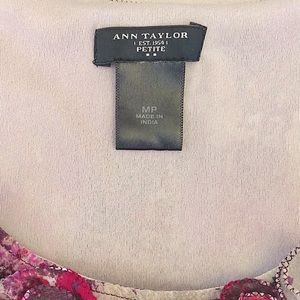 ANN TAYLOR
EST. 1954
PETITE
MP
MADE IN
INDIA